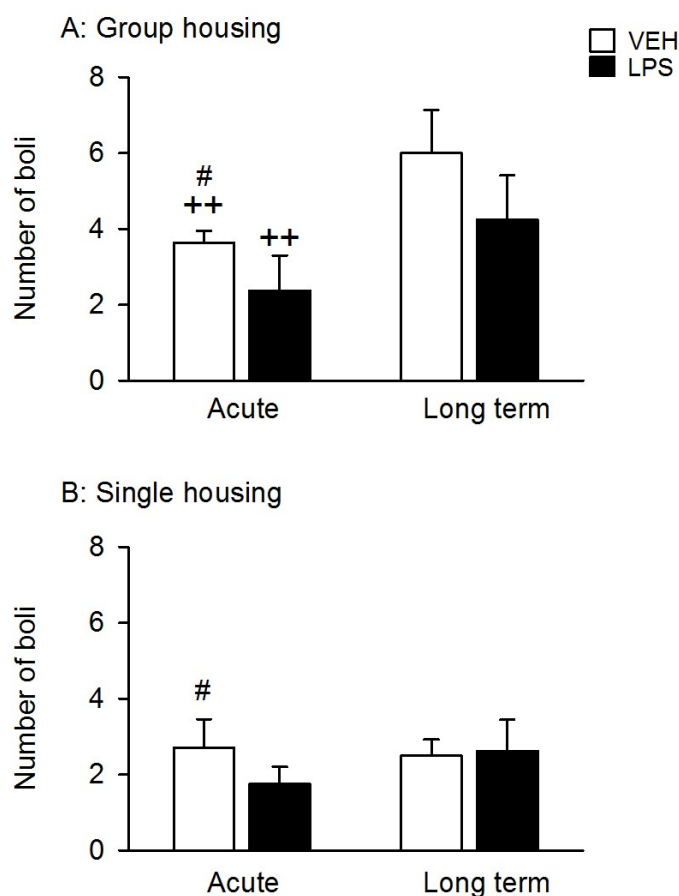 A: Group housing
VEH
LPS
Number of boli
8
6
4
2
0
#
++
++
Acute
Long term
B: Single housing
Number of boli
8
6
4
2
0
#
Acute
Long term